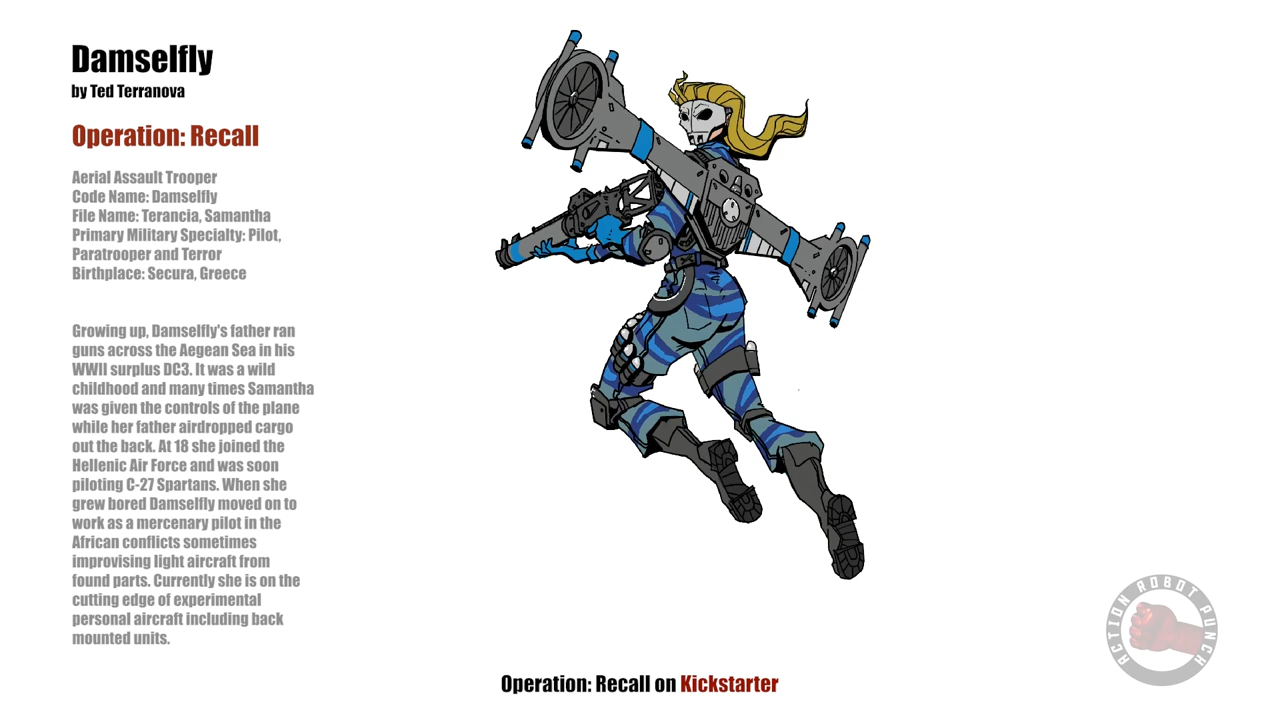 Damselfly
by Ted Terranova
Operation: Recall
Aerial Assault Trooper
Code Name: Damselfly
File Name: Terancia, Samantha
Primary Military Specialty: Pilot,
Paratrooper and Terror
Birthplace: Secura, Greece
Growing up, Damselfly's father ran
guns across the Aegean Sea in his
WWII surplus DC3. It was a wild
childhood and many times Samantha
was given the controls of the plane
while her father airdropped cargo
out the back. At 18 she joined the
Hellenic Air Force and was soon
piloting C-27 Spartans. When she
grew bored Damselfly moved on to
work as a mercenary pilot in the
African conflicts sometimes
improvising light aircraft from
found parts. Currently she is on the
cutting edge of experimental
personal aircraft including back
mounted units.
ACTION ROBOT PUNCH
Operation: Recall on Kickstarter